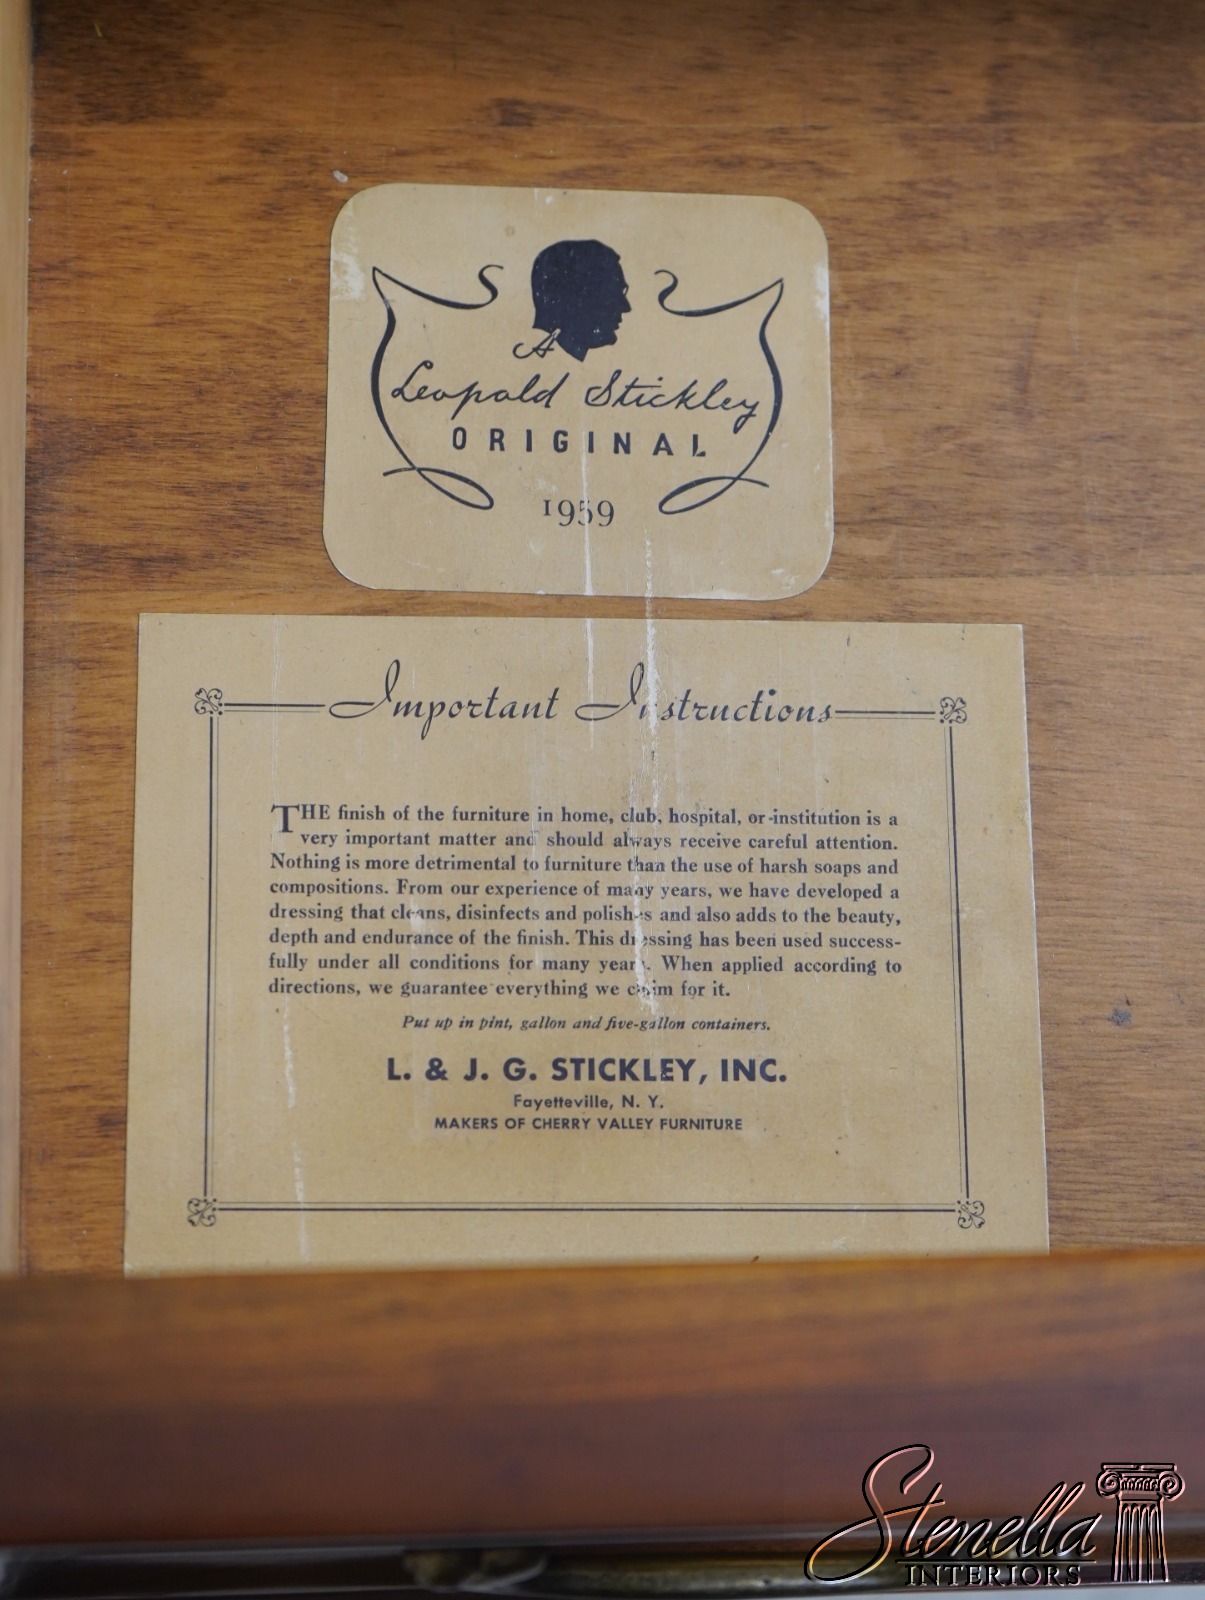 A
Leopold Stickley
ORIGINAL
1959
Important Instructions
THE finish of the furniture in home, club, hospital, or institution is a
very important matter and should always receive careful attention.
Nothing is more detrimental to furniture than the use of harsh soaps and
compositions. From our experience of many years, we have developed a
dressing that cleans, disinfects and polishes and also adds to the beauty,
depth and endurance of the finish. This dressing has been used success-
fully under all conditions for many years. When applied according to
directions, we guarantee everything we claim for it.
Put up in pint, gallon and five-gallon containers.
L. & J. G. STICKLEY, INC.
Fayetteville, N. Y.
MAKERS OF CHERRY VALLEY FURNITURE
Stenella
INTERIORS